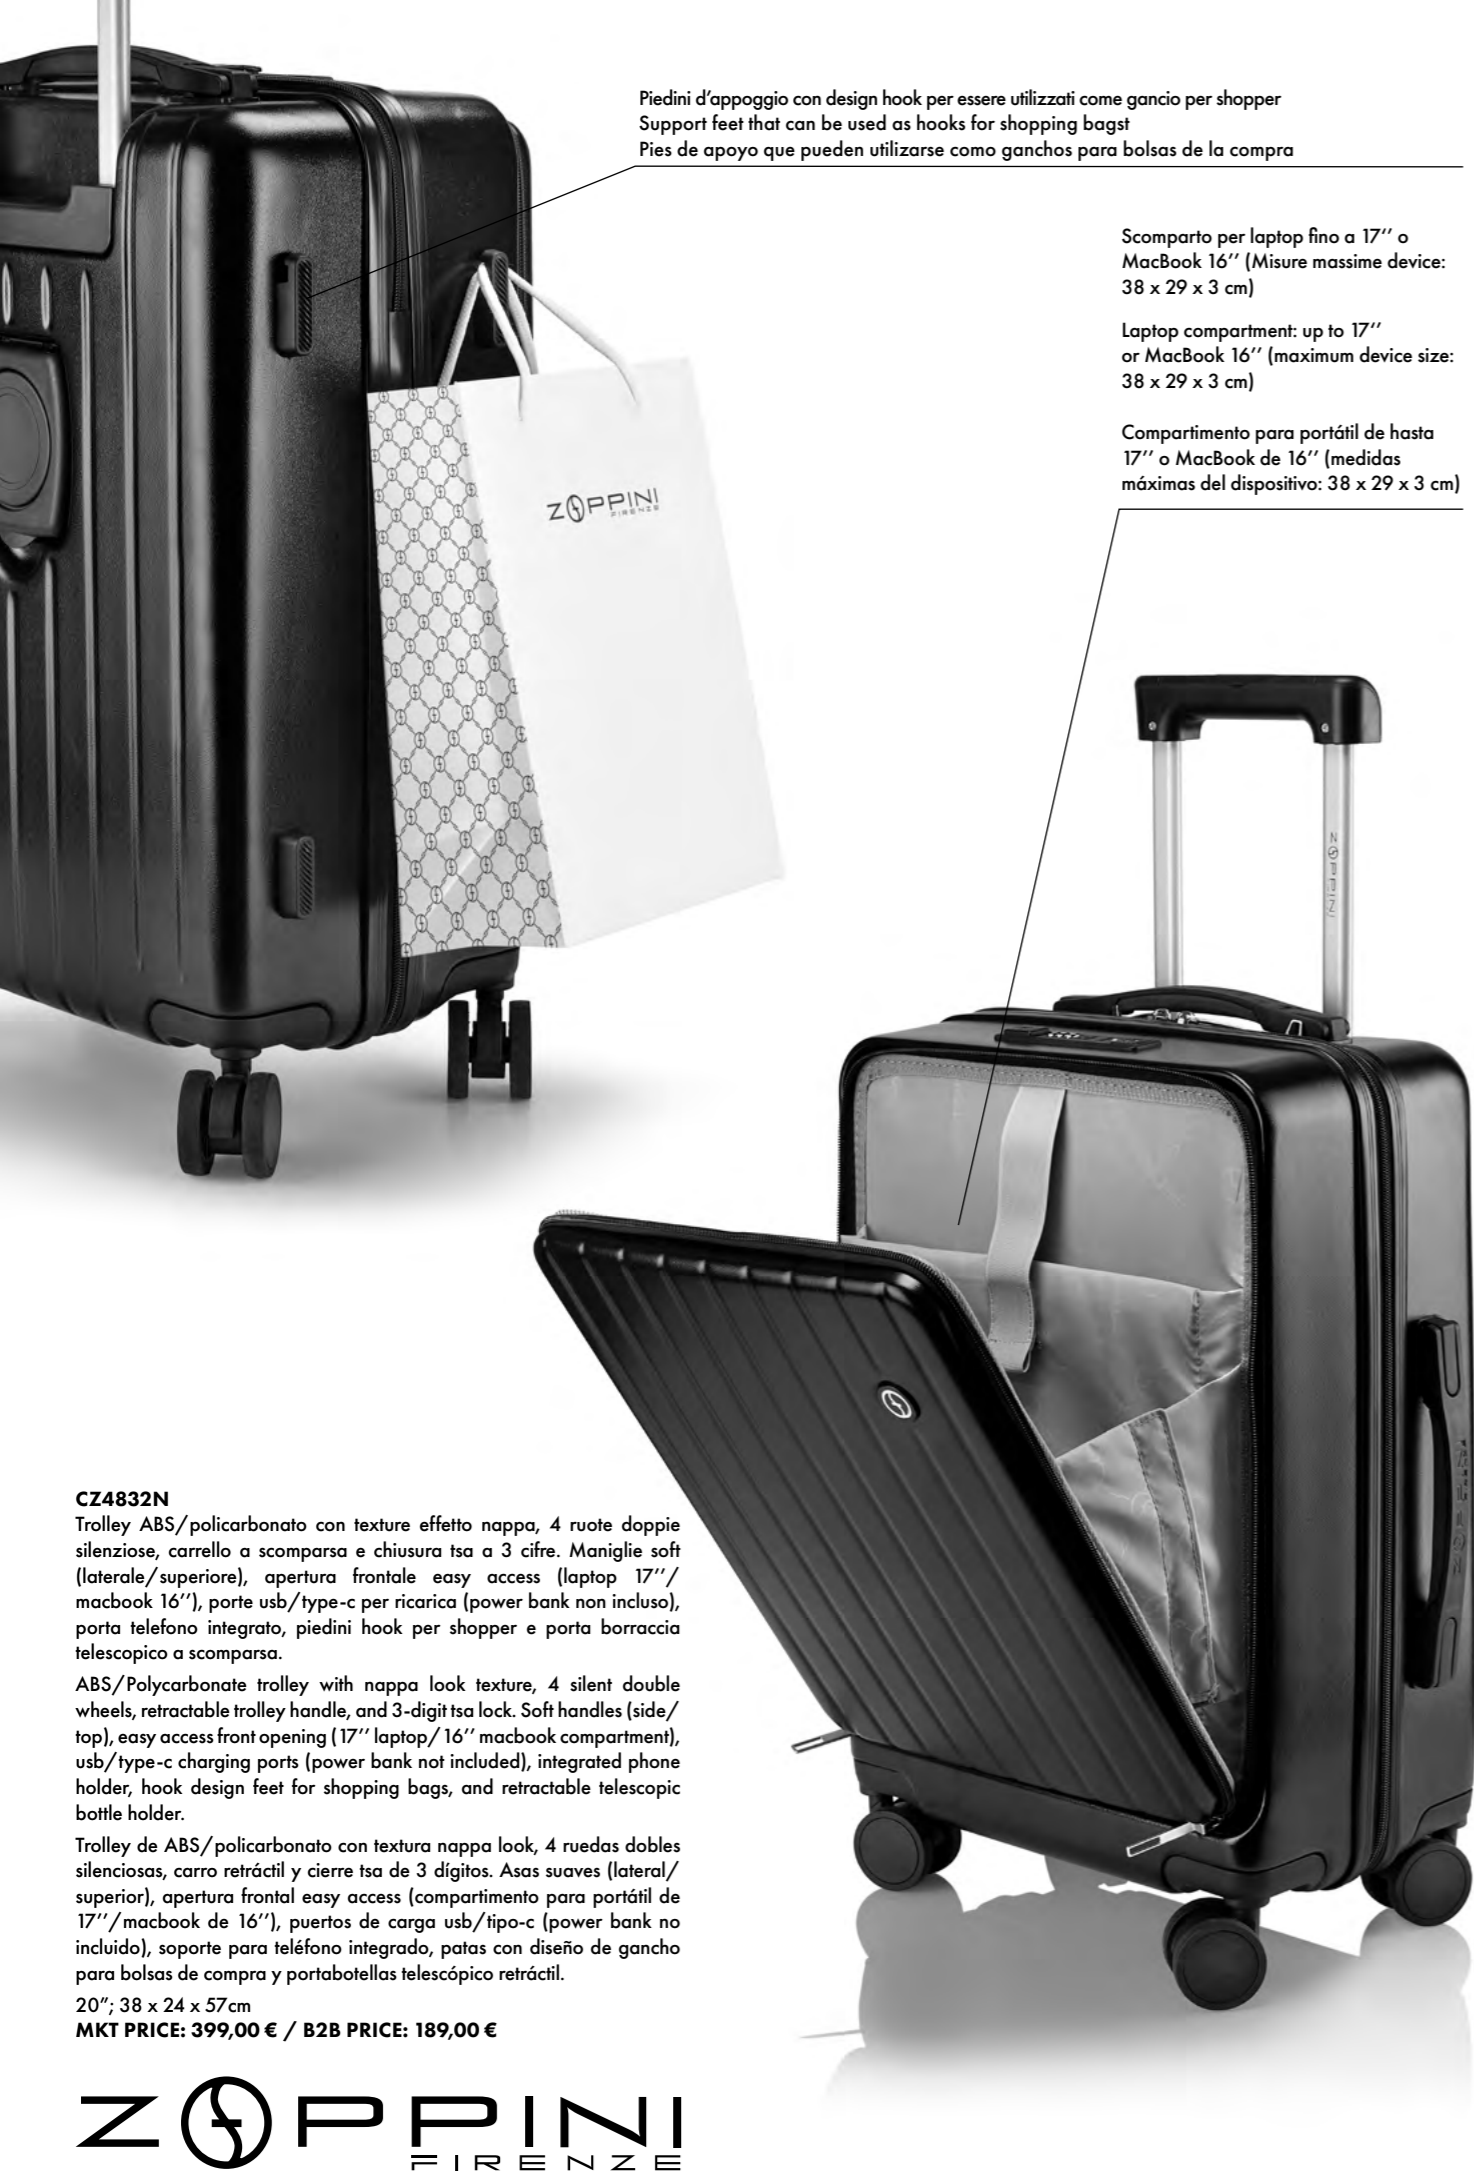 Piedini d'appoggio con design hook per essere utilizzati come gancio per shopper
Support feet that can be used as hooks for shopping bagst
Pies de apoyo que pueden utilizarse como ganchos para bolsas de la compra
Scomparto per laptop fino a 17'' o
MacBook 16'' (Misure massime device:
38 x 29 x 3 cm)
Laptop compartment: up to 17''
or MacBook 16'' (maximum device size:
38 x 29 x 3 cm)
Compartimento para portátil de hasta
17'' o MacBook de 16'' (medidas
máximas del dispositivo: 38 x 29 x 3 cm)
ZOPPINI
FIRENZE
ZOPPINI
ZOPPINI
CZ4832N
Trolley ABS/policarbonato con texture effetto nappa, 4 ruote doppie
silenziose, carrello a scomparsa e chiusura tsa a 3 cifre. Maniglie soft
(laterale/superiore), apertura frontale easy access (laptop 17''/
macbook 16''), porte usb/type-c per ricarica (power bank non incluso),
porta telefono integrato, piedini hook per shopper e porta borraccia
telescopico a scomparsa.
ABS/Polycarbonate trolley with nappa look texture, 4 silent double
wheels, retractable trolley handle, and 3-digit tsa lock. Soft handles (side/
top), easy access front opening (17'' laptop/16'' macbook compartment),
usb/type-c charging ports (power bank not included), integrated phone
holder, hook design feet for shopping bags, and retractable telescopic
bottle holder.
Trolley de ABS/policarbonato con textura nappa look, 4 ruedas dobles
silenciosas, carro retráctil y cierre tsa de 3 dígitos. Asas suaves (lateral/
superior), apertura frontal easy access (compartimento para portátil de
17''/macbook de 16''), puertos de carga usb/tipo-c (power bank no
incluido), soporte para teléfono integrado, patas con diseño de gancho
para bolsas de compra y portabotellas telescópico retráctil.
20"; 38 x 24 x 57cm
MKT PRICE: 399,00 € / B2B PRICE: 189,00 €
ZOPPINI
FIRENZE